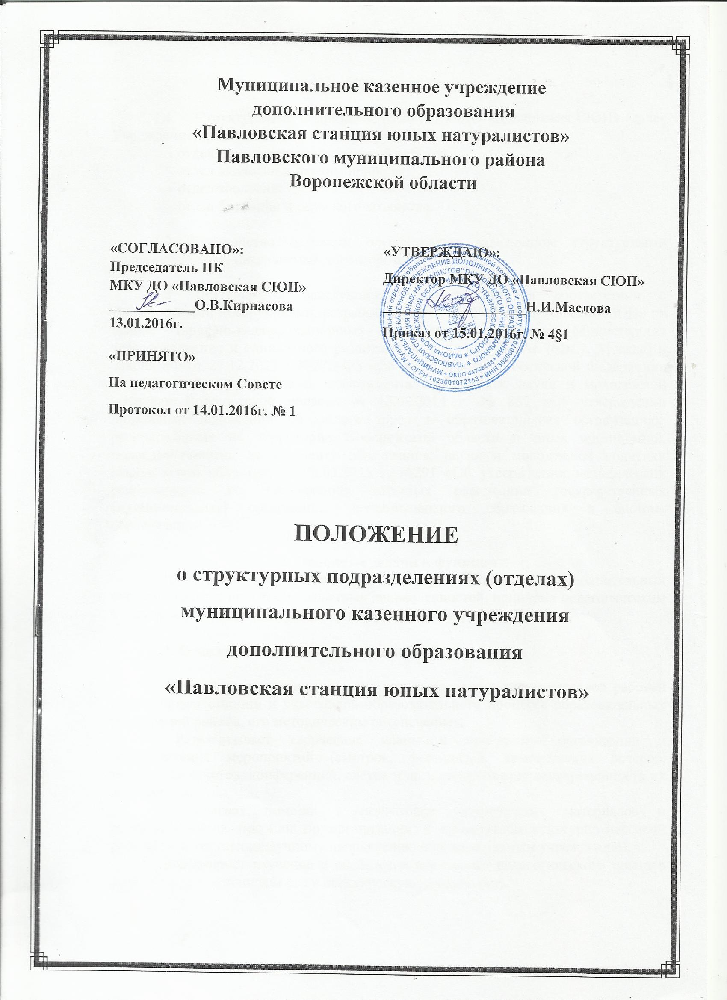 Муниципальное казенное учреждение
дополнительного образования
«Павловская станция юных натуралистов»
Павловского муниципального района
Воронежской области
«СОГЛАСОВАНО»:
Председатель ПК
МКУ ДО «Павловская СЮН»
____________О.В.Кирнасова
13.01.2016г.
«ПРИНЯТО»
На педагогическом Совете
Протокол от 14.01.2016г. № 1
«УТВЕРЖДАЮ»:
Директор МКУ ДО «Павловская СЮН»
____________________Н.И.Маслова
Приказ от 15.01.2016г. № 4§1
ПОЛОЖЕНИЕ
о структурных подразделениях (отделах)
муниципального казенного учреждения
дополнительного образования
«Павловская станция юных натуралистов»